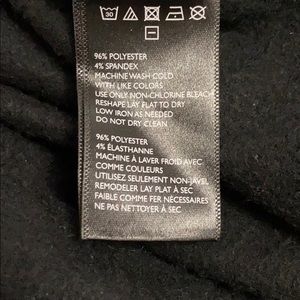 30
96% POLYESTER
4% SPANDEX
MACHINE WASH COLD
WITH LIKE COLORS
USE ONLY NON-CHLORINE BLEACH
RESHAPE LAY FLAT TO DRY
LOW IRON AS NEEDED
DO NOT DRY CLEAN
96% POLYESTER
4% ÉLASTHANNE
MACHINE À LAVER FROID AVEC
COMME COULEURS
UTILISEZ SEULEMENT NON-JAVEL
REMODELER LAY PLAT À SEC
FAIBLE COMME FER NÉCESSAIRES
NE PAS NETTOYER À SEC